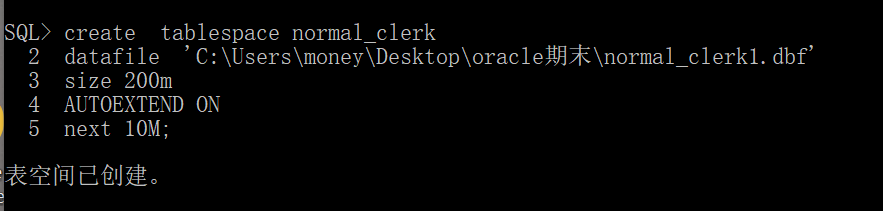 SQL> create  tablespace normal_clerk
2  datafile  'C:\Users\money\Desktop\oracle期末\normal_clerk1.dbf'
3  size 200m
4  AUTOEXTEND ON
5  next 10M;
表空间已创建。